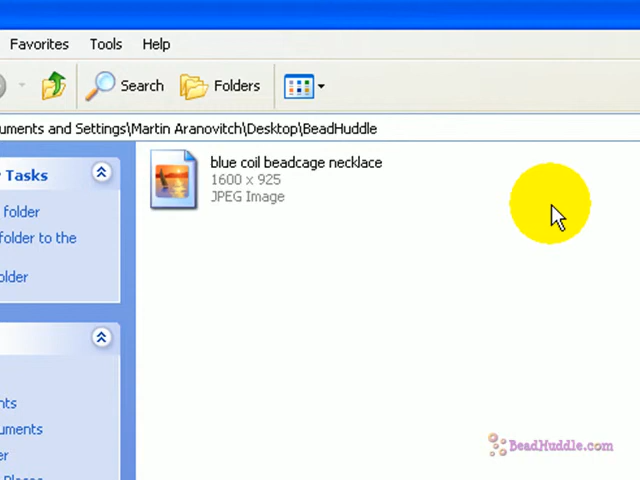 Favorites Tools Help
Search Folders
uments and Settings\Martin Aranovitch\Desktop\BeadHuddle
blue coil beadcage necklace
r Tasks
1600 x 925
JPEG Image
folder
folder to the
older
nts
uments
er
BeadHuddle.com
Places